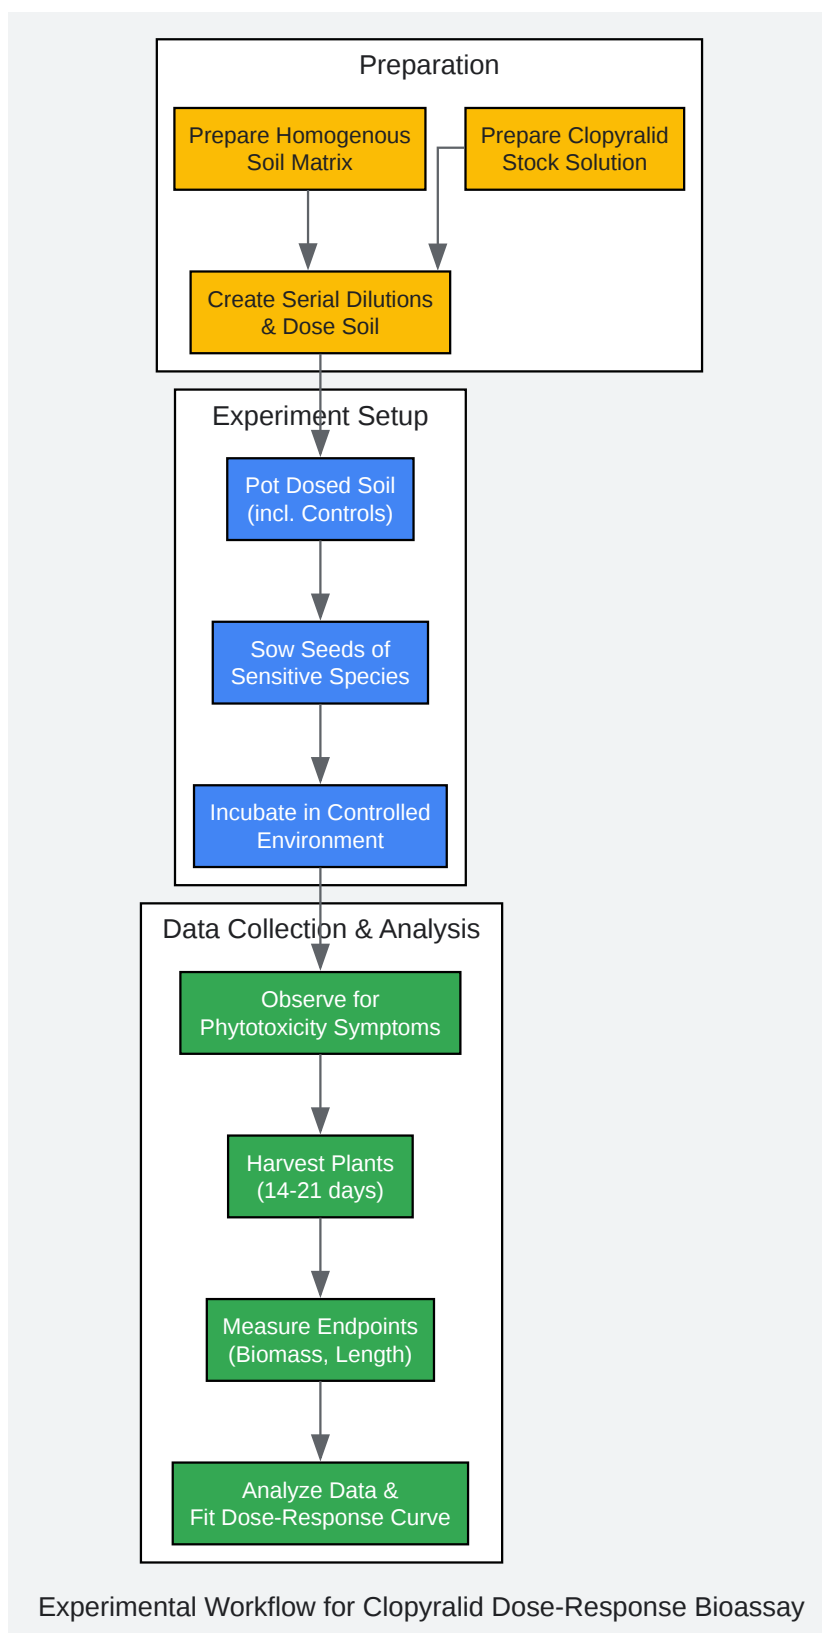 Preparation
Prepare Homogenous
Soil Matrix
Prepare Clopyralid
Stock Solution
Create Serial Dilutions
& Dose Soil
Experiment Setup
Pot Dosed Soil
(incl. Controls)
Sow Seeds of
Sensitive Species
Incubate in Controlled
Environment
Data Collection & Analysis
Observe for
Phytotoxicity Symptoms
Harvest Plants
(14-21 days)
Measure Endpoints
(Biomass, Length)
Analyze Data &
Fit Dose-Response Curve
Experimental Workflow for Clopyralid Dose-Response Bioassay